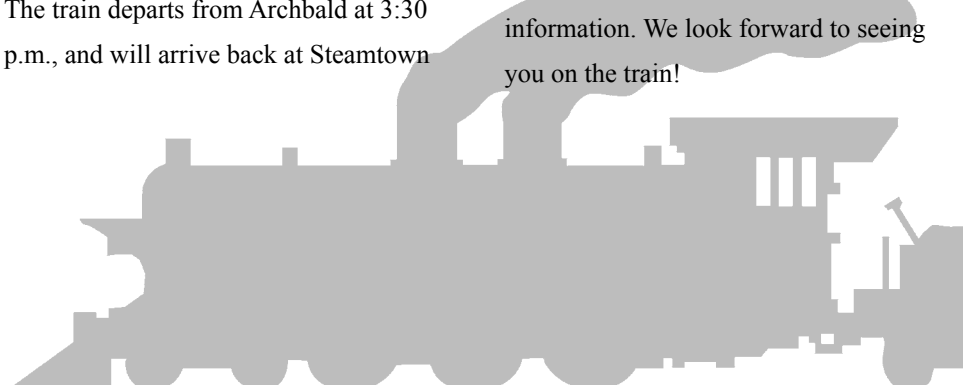 The train departs from Archbald at 3:30
p.m., and will arrive back at Steamtown
information. We look forward to seeing
you on the train!